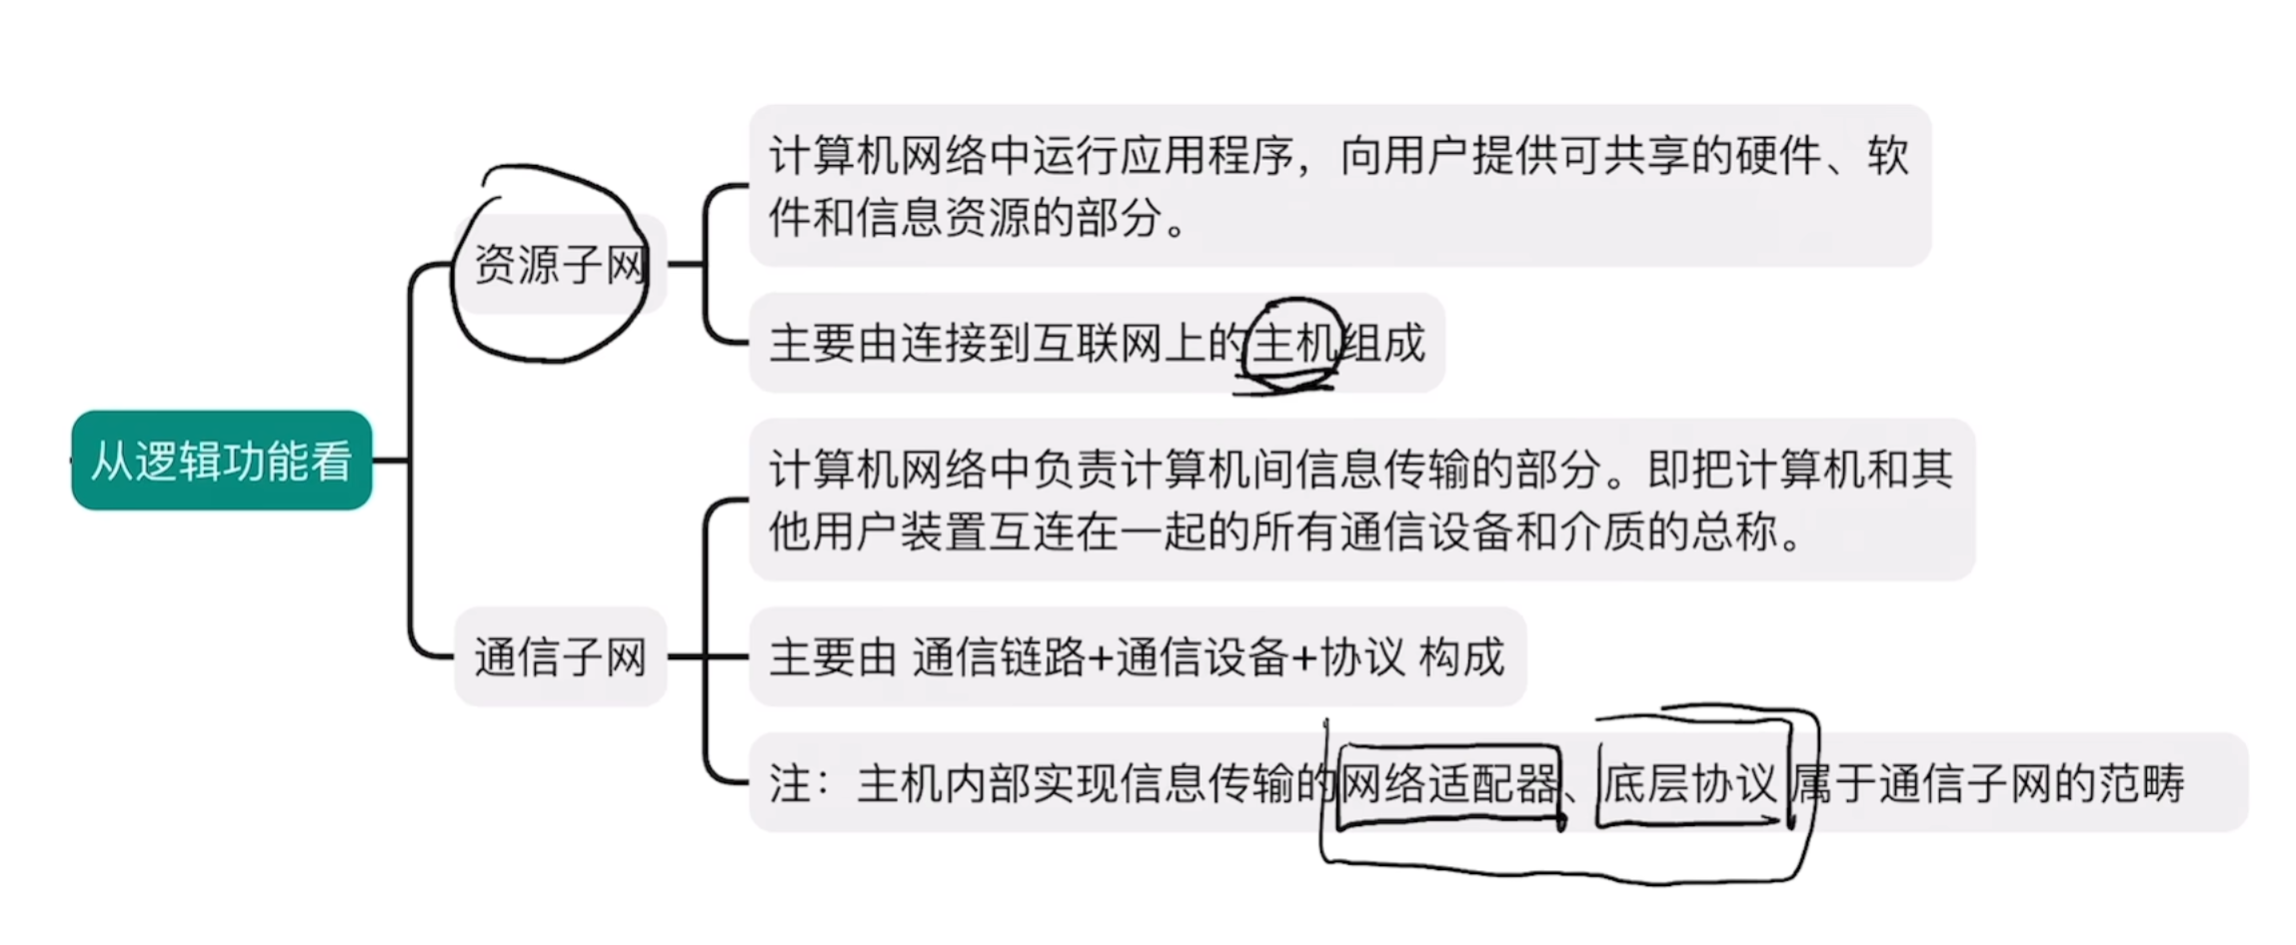 计算机网络中运行应用程序，向用户提供可共享的硬件、软
件和信息资源的部分。
资源子网
主要由连接到互联网上的主机组成
从逻辑功能看
计算机网络中负责计算机间信息传输的部分。即把计算机和其
他用户装置互连在一起的所有通信设备和介质的总称。
通信子网
主要由 通信链路+通信设备+协议 构成
注：主机内部实现信息传输的网络适配器、底层协议 属于通信子网的范畴